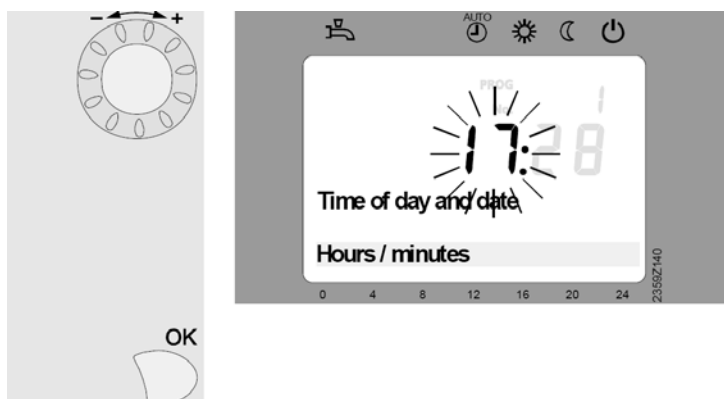 - +
OK
AUTO
PROG
No
1
17:28
Time of day and date
Hours / minutes
0 4 8 12 16 20 24
2359Z140